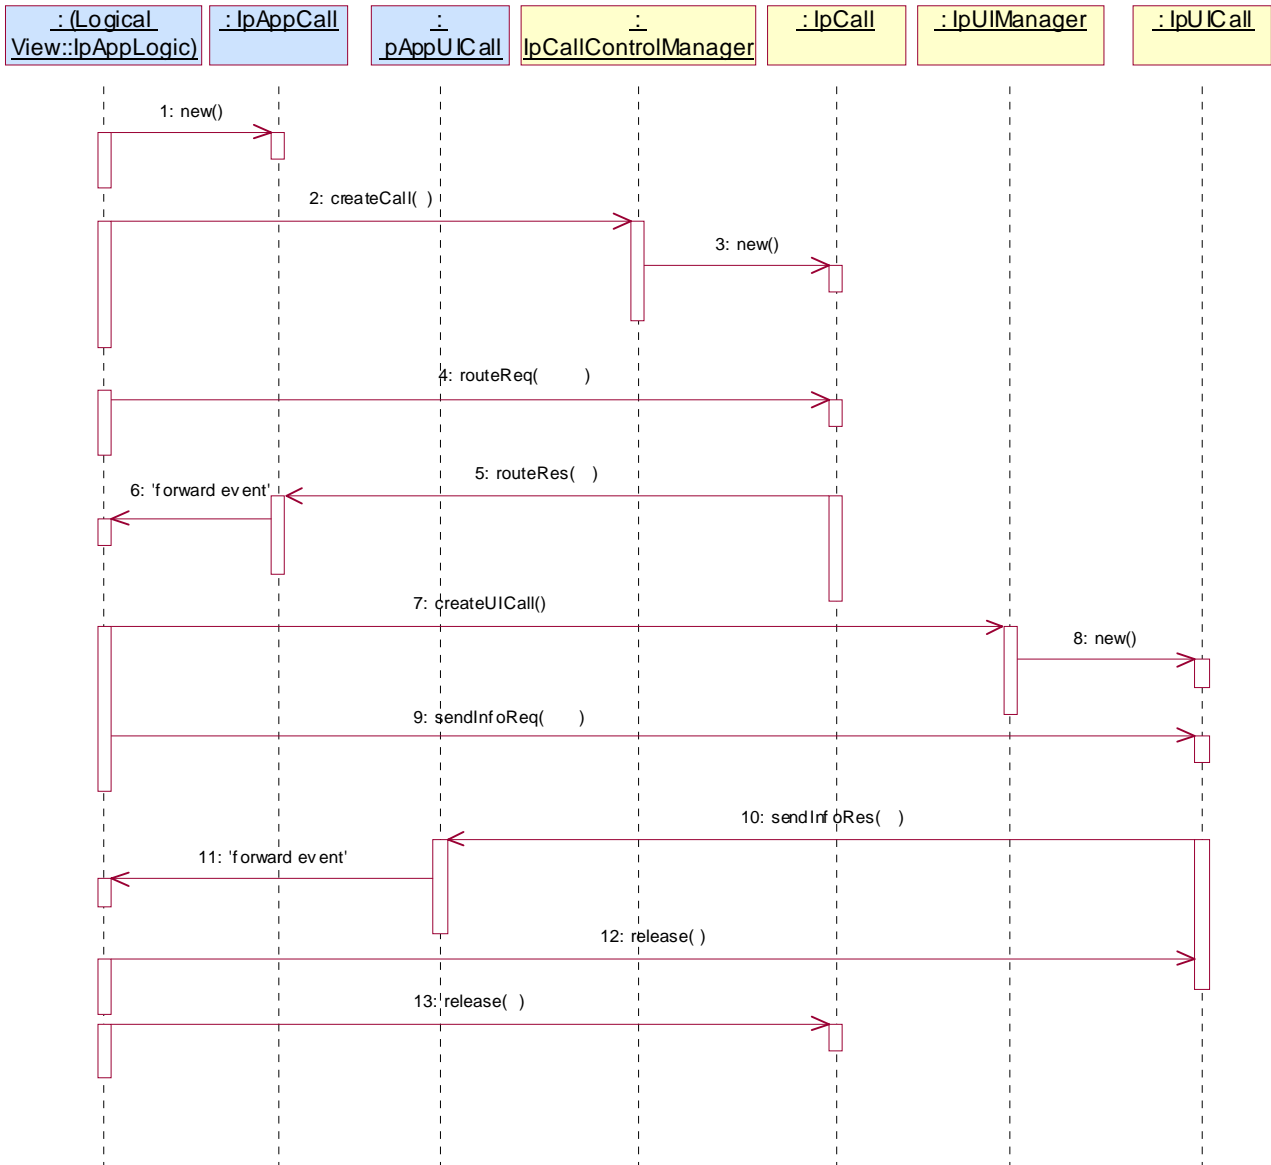 : (Logical
View::IpAppLogic)
: IpAppCall
:
pAppUICall
:
IpCallControlManager
: IpCall
: IpUIManager
: IpUICall
1: new()
2: createCall( )
3: new()
4: routeReq( )
5: routeRes( )
6: 'forward event'
7: createUICall()
8: new()
9: sendInfoReq( )
10: sendInfoRes( )
11: 'forward event'
12: release( )
13: release( )